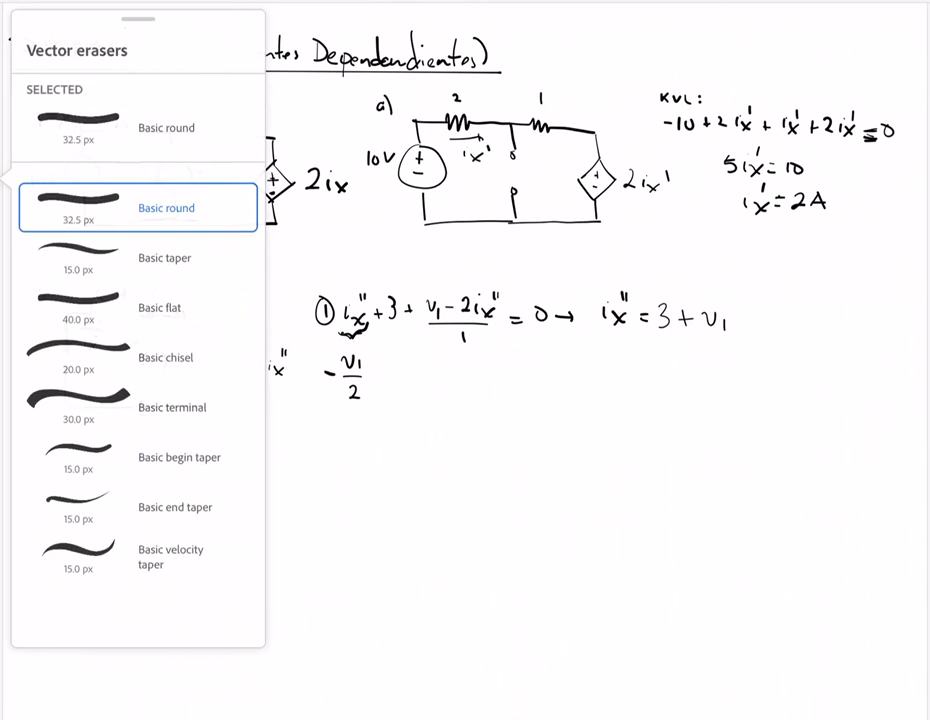 Vector erasers
SELECTED
Basic round
32.5 px
Basic round
32.5 px
Basic taper
15.0 px
Basic flat
40.0 px
Basic chisel
20.0 px
Basic terminal
30.0 px
Basic begin taper
15.0 px
Basic end taper
15.0 px
Basic velocity
taper
15.0 px
ntes Dependendientes)
+
-
2ix
a)
2
1
10V
+
-
ix'
+
-
2ix'
KVL:
-10 + 2ix' + ix' + 2ix' = 0
5ix' = 10
ix' = 2A
① ix" + 3 + (v1 - 2ix")/1 = 0 → ix" = 3 + v1
ix" - v1/2